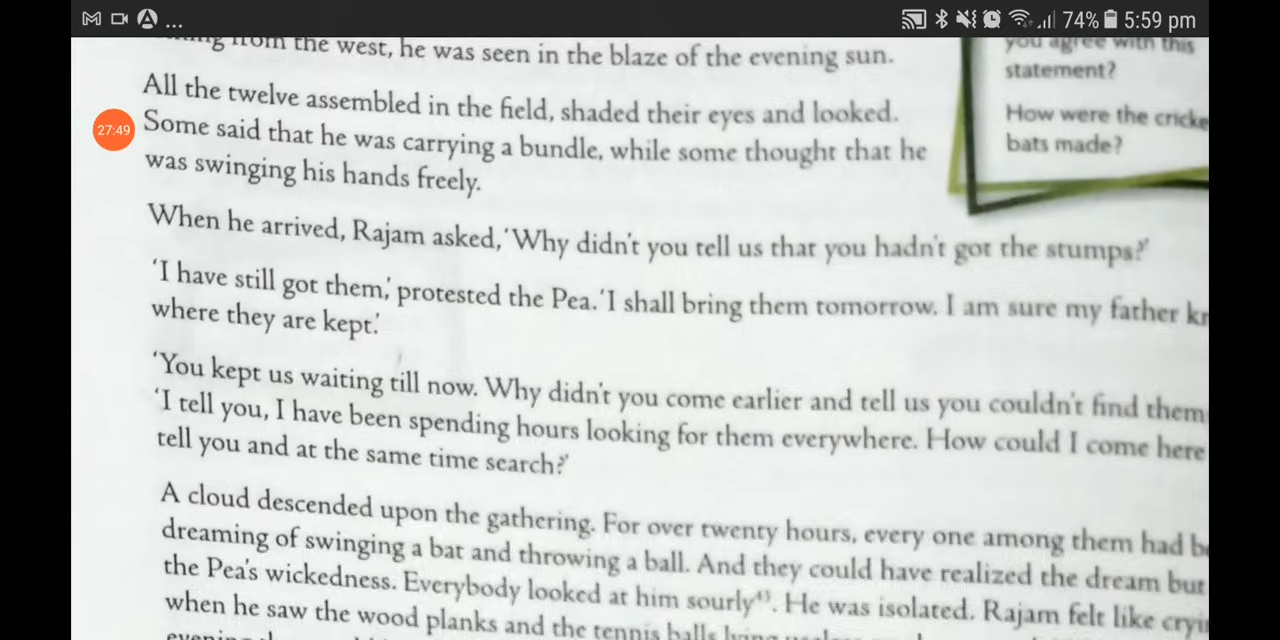 74% 5:59 pm
from the west, he was seen in the blaze of the evening sun.
All the twelve assembled in the field, shaded their eyes and looked.
Some said that he was carrying a bundle, while some thought that he
was swinging his hands freely.
When he arrived, Rajam asked, 'Why didn't you tell us that you hadn't got the stumps?'
'I have still got them,' protested the Pea. 'I shall bring them tomorrow. I am sure my father
where they are kept.'
'You kept us waiting till now. Why didn't you come earlier and tell us you couldn't find them
'I tell you, I have been spending hours looking for them everywhere. How could I come here
tell you and at the same time search?'
A cloud descended upon the gathering. For over twenty hours, every one among them had
dreaming of swinging a bat and throwing a ball. And they could have realized the dream but
the Pea's wickedness. Everybody looked at him sourly. He was isolated. Rajam felt like
when he saw the wood planks and the tennis balls
you agree with this
statement?
How were the cricke
bats made?
27:49